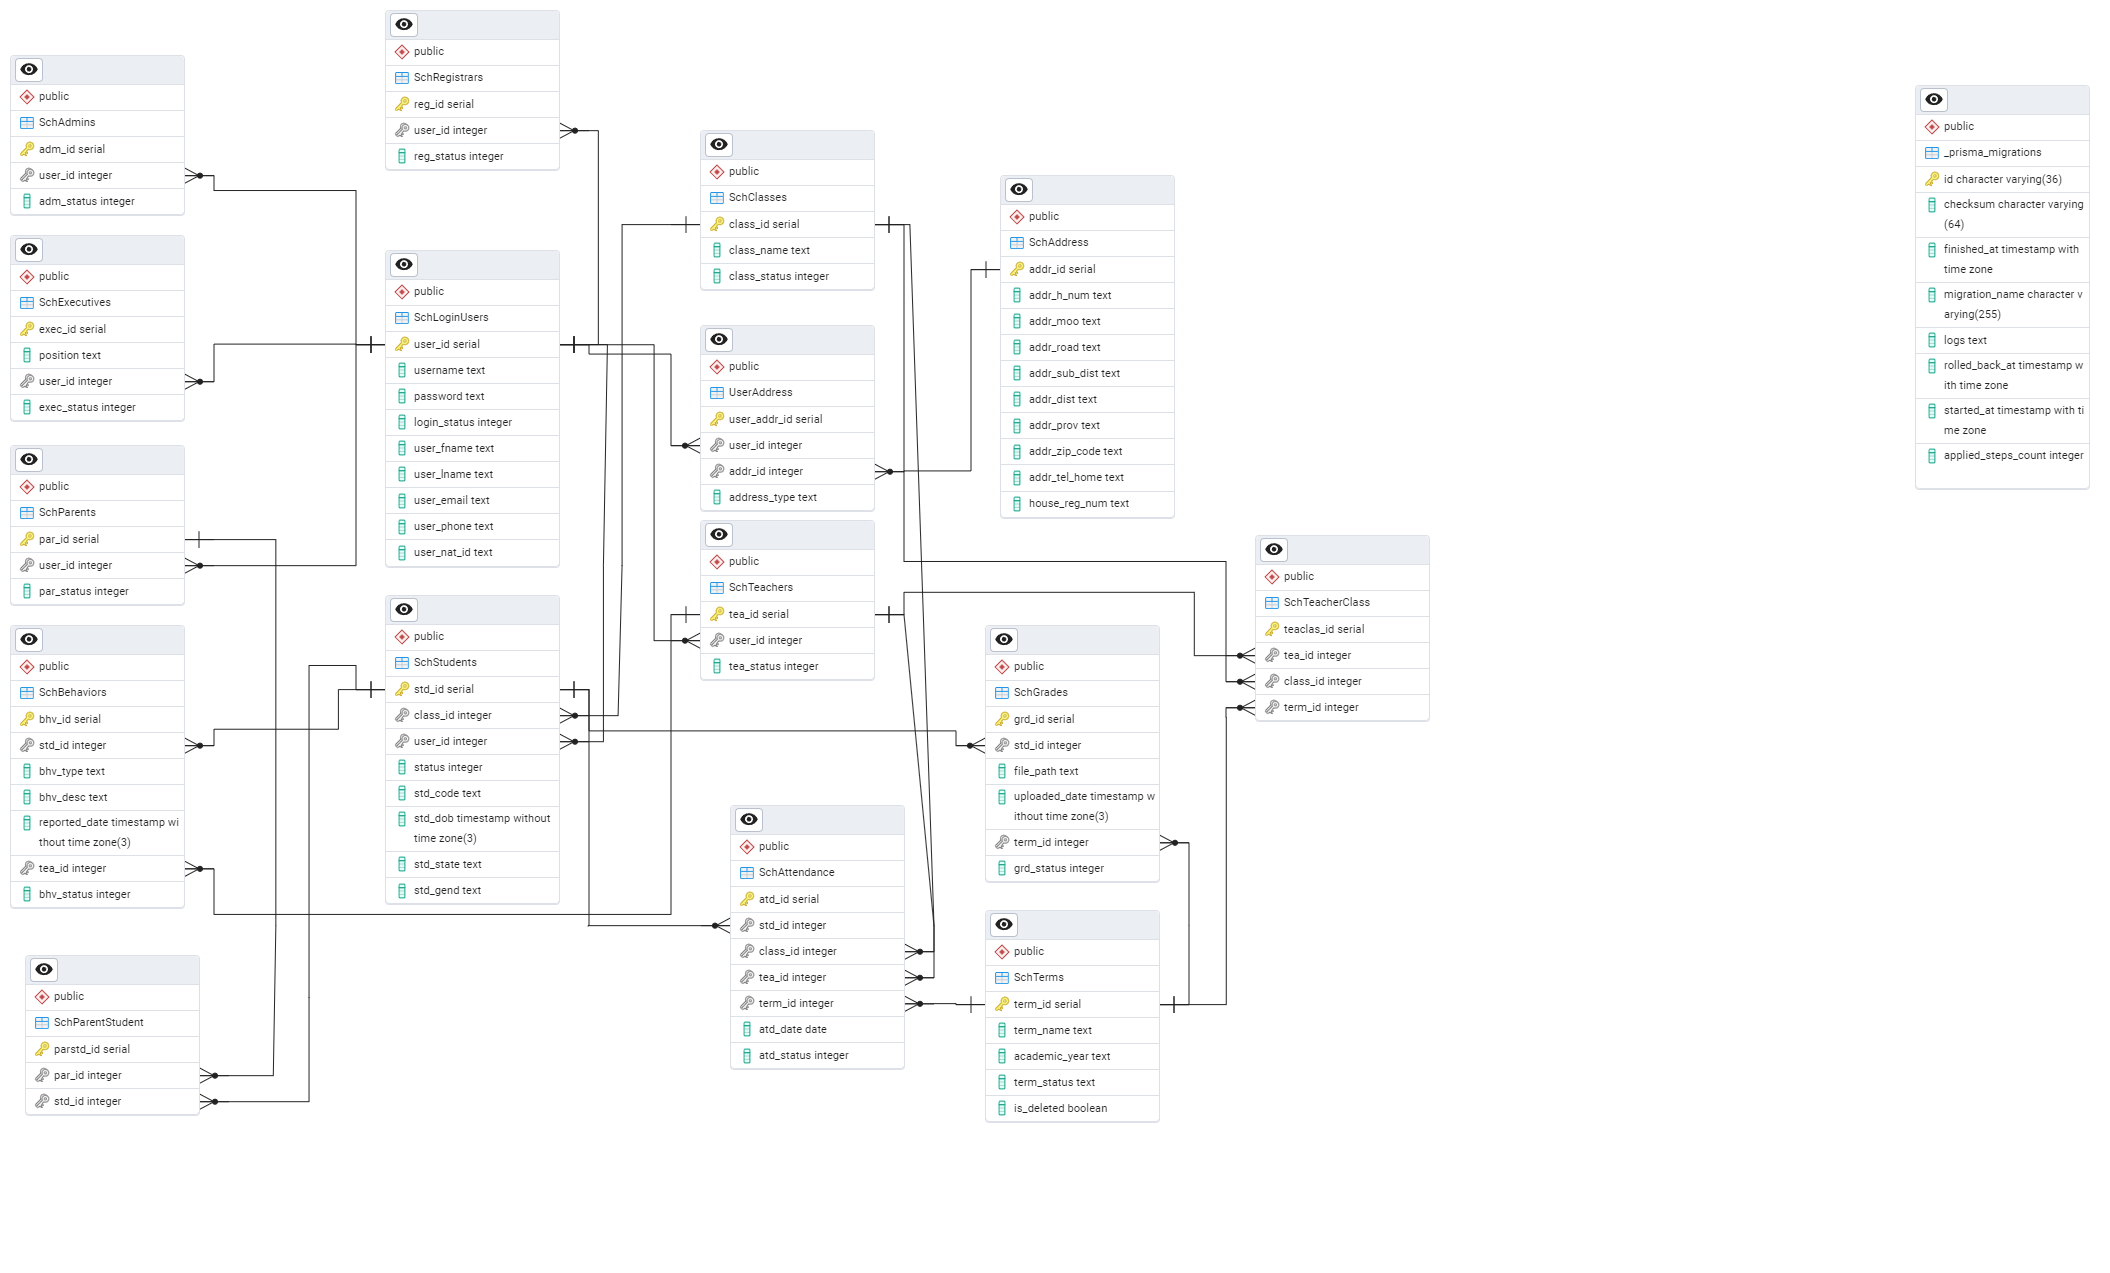 public
SchAdmins
adm_id serial
user_id integer
adm_status integer
public
SchExecutives
exec_id serial
position text
user_id integer
exec_status integer
public
SchParents
par_id serial
user_id integer
par_status integer
public
SchBehaviors
bhv_id serial
std_id integer
bhv_type text
bhv_desc text
reported_date timestamp wi
thout time zone(3)
tea_id integer
bhv_status integer
public
SchParentStudent
parstd_id serial
par_id integer
std_id integer
public
SchRegistrars
reg_id serial
user_id integer
reg_status integer
public
SchLoginUsers
user_id serial
username text
password text
login_status integer
user_fname text
user_lname text
user_email text
user_phone text
user_nat_id text
public
SchStudents
std_id serial
class_id integer
user_id integer
status integer
std_code text
std_dob timestamp without
time zone(3)
std_state text
std_gend text
public
SchClasses
class_id serial
class_name text
class_status integer
public
UserAddress
user_addr_id serial
user_id integer
addr_id integer
address_type text
public
SchTeachers
tea_id serial
user_id integer
tea_status integer
public
SchAttendance
atd_id serial
std_id integer
class_id integer
tea_id integer
term_id integer
atd_date date
atd_status integer
public
SchAddress
addr_id serial
addr_h_num text
addr_moo text
addr_road text
addr_sub_dist text
addr_dist text
addr_prov text
addr_zip_code text
addr_tel_home text
house_reg_num text
public
SchGrades
grd_id serial
std_id integer
file_path text
uploaded_date timestamp w
ithout time zone(3)
term_id integer
grd_status integer
public
SchTerms
term_id serial
term_name text
academic_year text
term_status text
is_deleted boolean
public
SchTeacherClass
teaclas_id serial
tea_id integer
class_id integer
term_id integer
public
_prisma_migrations
id character varying(36)
checksum character varying
(64)
finished_at timestamp with
time zone
migration_name character v
arying(255)
logs text
rolled_back_at timestamp w
ith time zone
started_at timestamp with ti
me zone
applied_steps_count integer